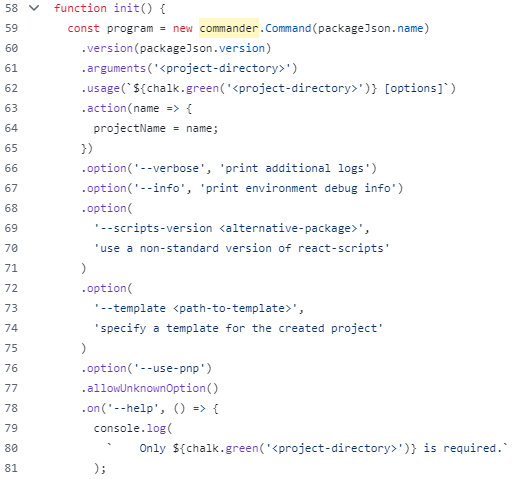 58 function init() {
59 const program = new commander.Command(packageJson.name)
60 .version(packageJson.version)
61 .arguments('<project-directory>')
62 .usage(`${chalk.green('<project-directory>')} [options]`)
63 .action(name => {
64 projectName = name;
65 })
66 .option('--verbose', 'print additional logs')
67 .option('--info', 'print environment debug info')
68 .option(
69 '--scripts-version <alternative-package>',
70 'use a non-standard version of react-scripts'
71 )
72 .option(
73 '--template <path-to-template>',
74 'specify a template for the created project'
75 )
76 .option('--use-pnp')
77 .allowUnknownOption()
78 .on('--help', () => {
79 console.log(
80 `    Only ${chalk.green('<project-directory>')} is required.`
81 );